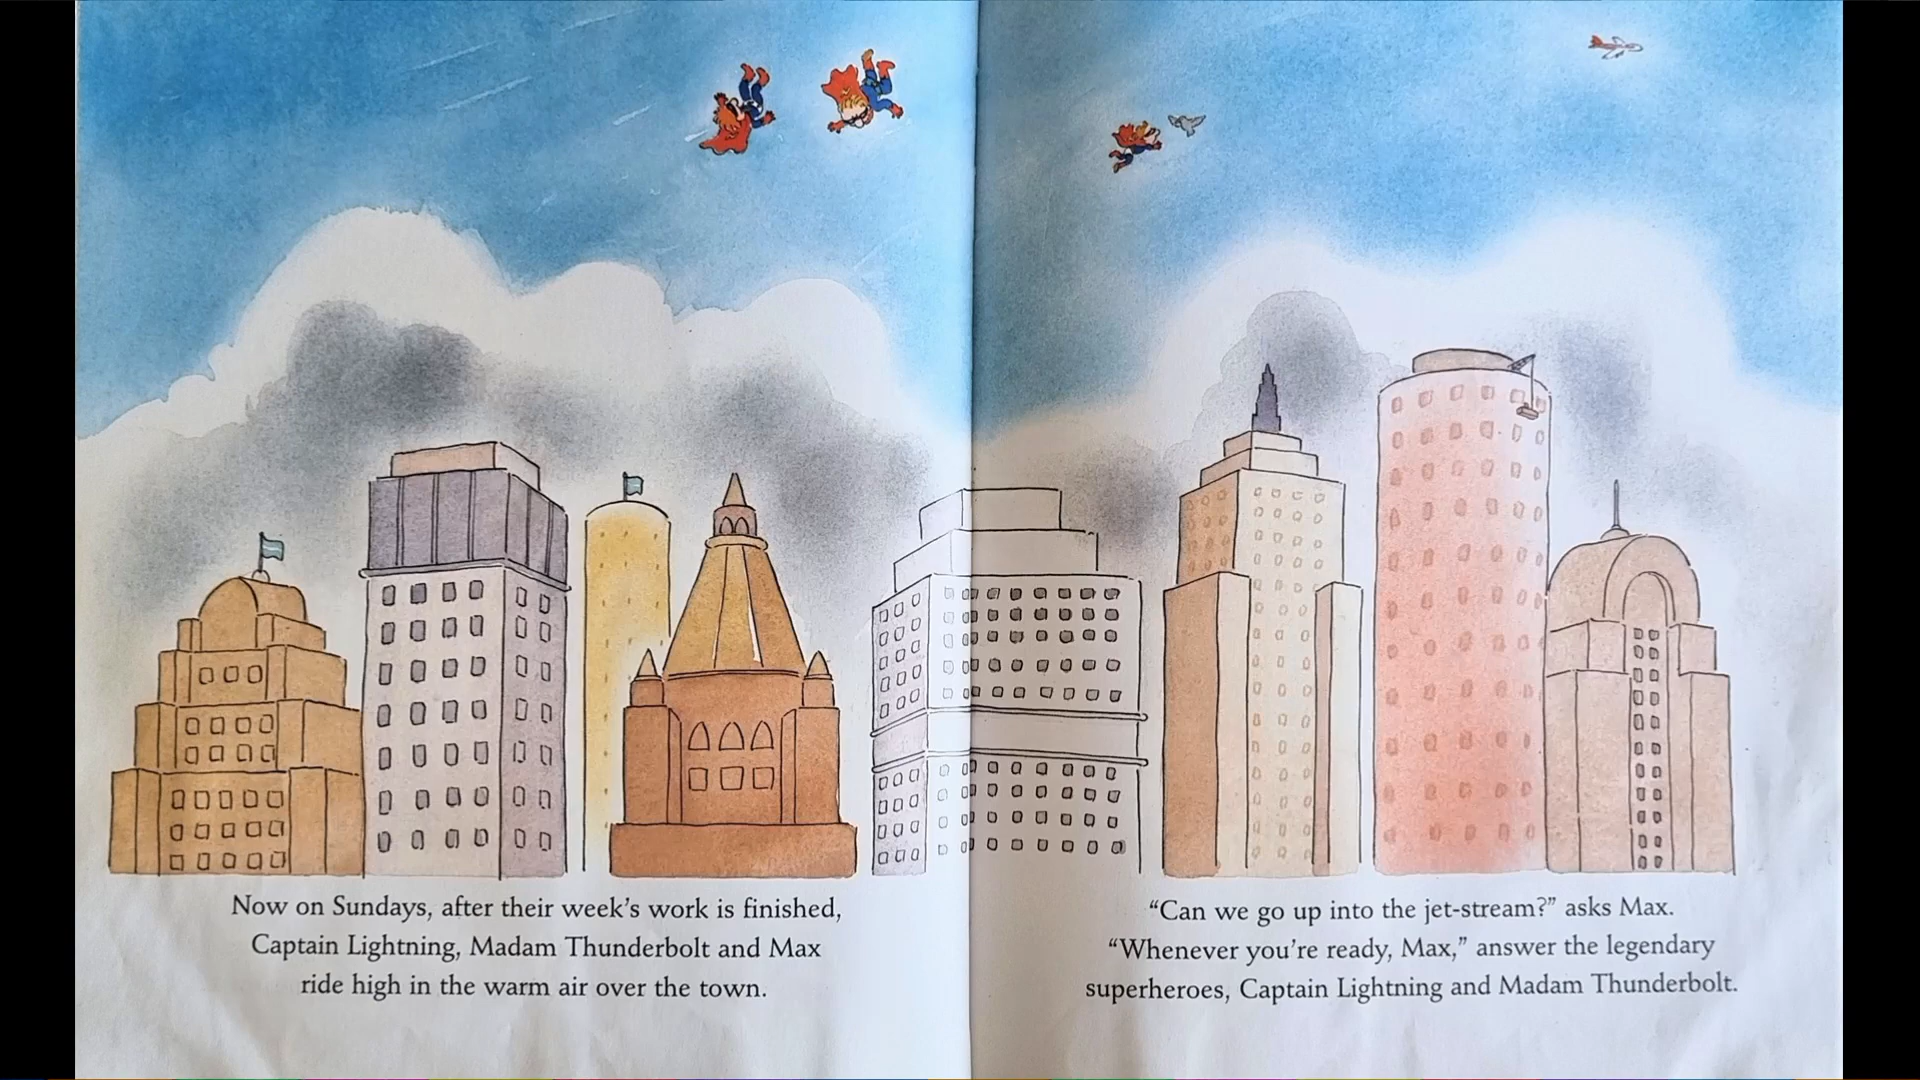 Now on Sundays, after their week's work is finished,
Captain Lightning, Madam Thunderbolt and Max
ride high in the warm air over the town.
“Can we go up into the jet-stream?” asks Max.
“Whenever you're ready, Max,” answer the legendary
superheroes, Captain Lightning and Madam Thunderbolt.